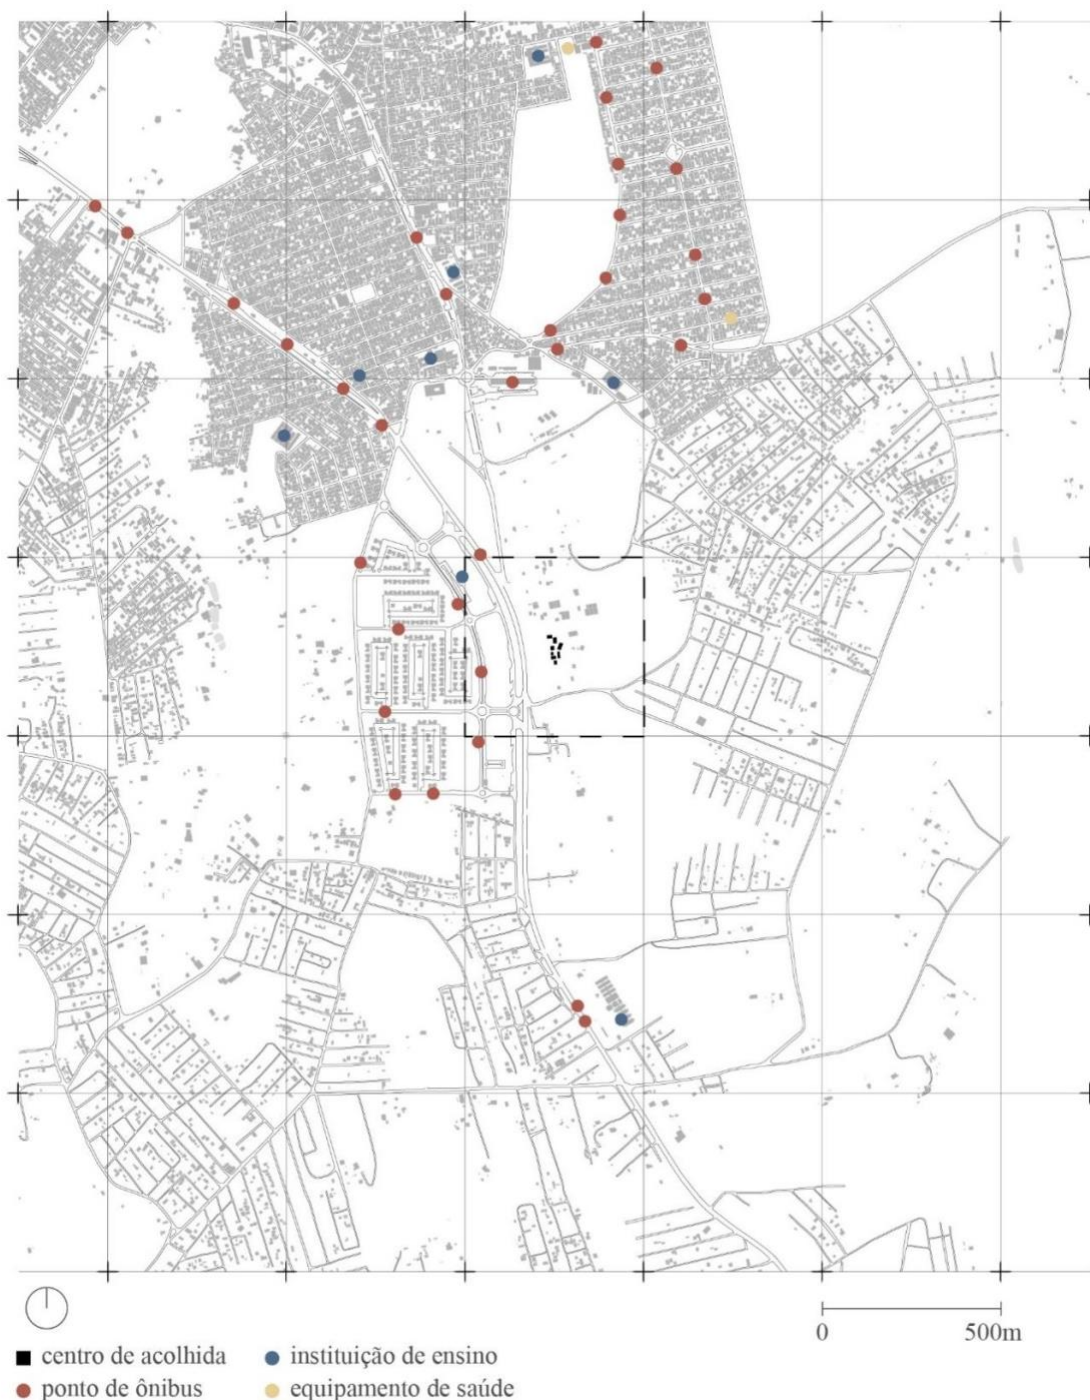 0 500m
centro de acolhida
instituição de ensino
ponto de ônibus
equipamento de saúde